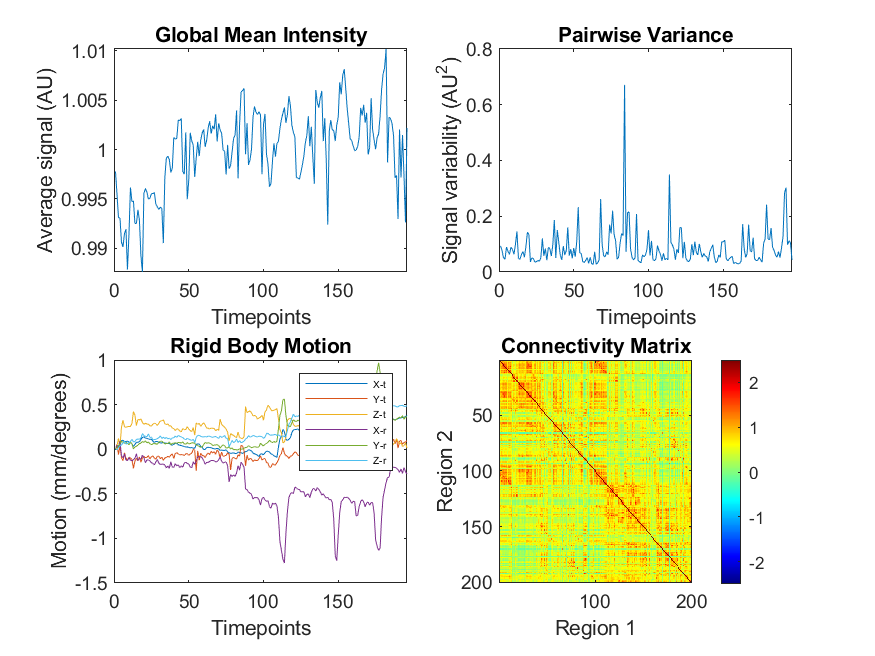 Global Mean Intensity
Average signal (AU)
1.01
1.005
1
0.995
0.99
0
50
100
150
Timepoints
Pairwise Variance
Signal variability (AU²)
0.8
0.6
0.4
0.2
0
0
50
100
150
Timepoints
Rigid Body Motion
Motion (mm/degrees)
1
0.5
0
-0.5
-1
-1.5
0
50
100
150
Timepoints
X-t
Y-t
Z-t
X-r
Y-r
Z-r
Connectivity Matrix
Region 2
50
100
150
200
100
200
Region 1
2
1
0
-1
-2